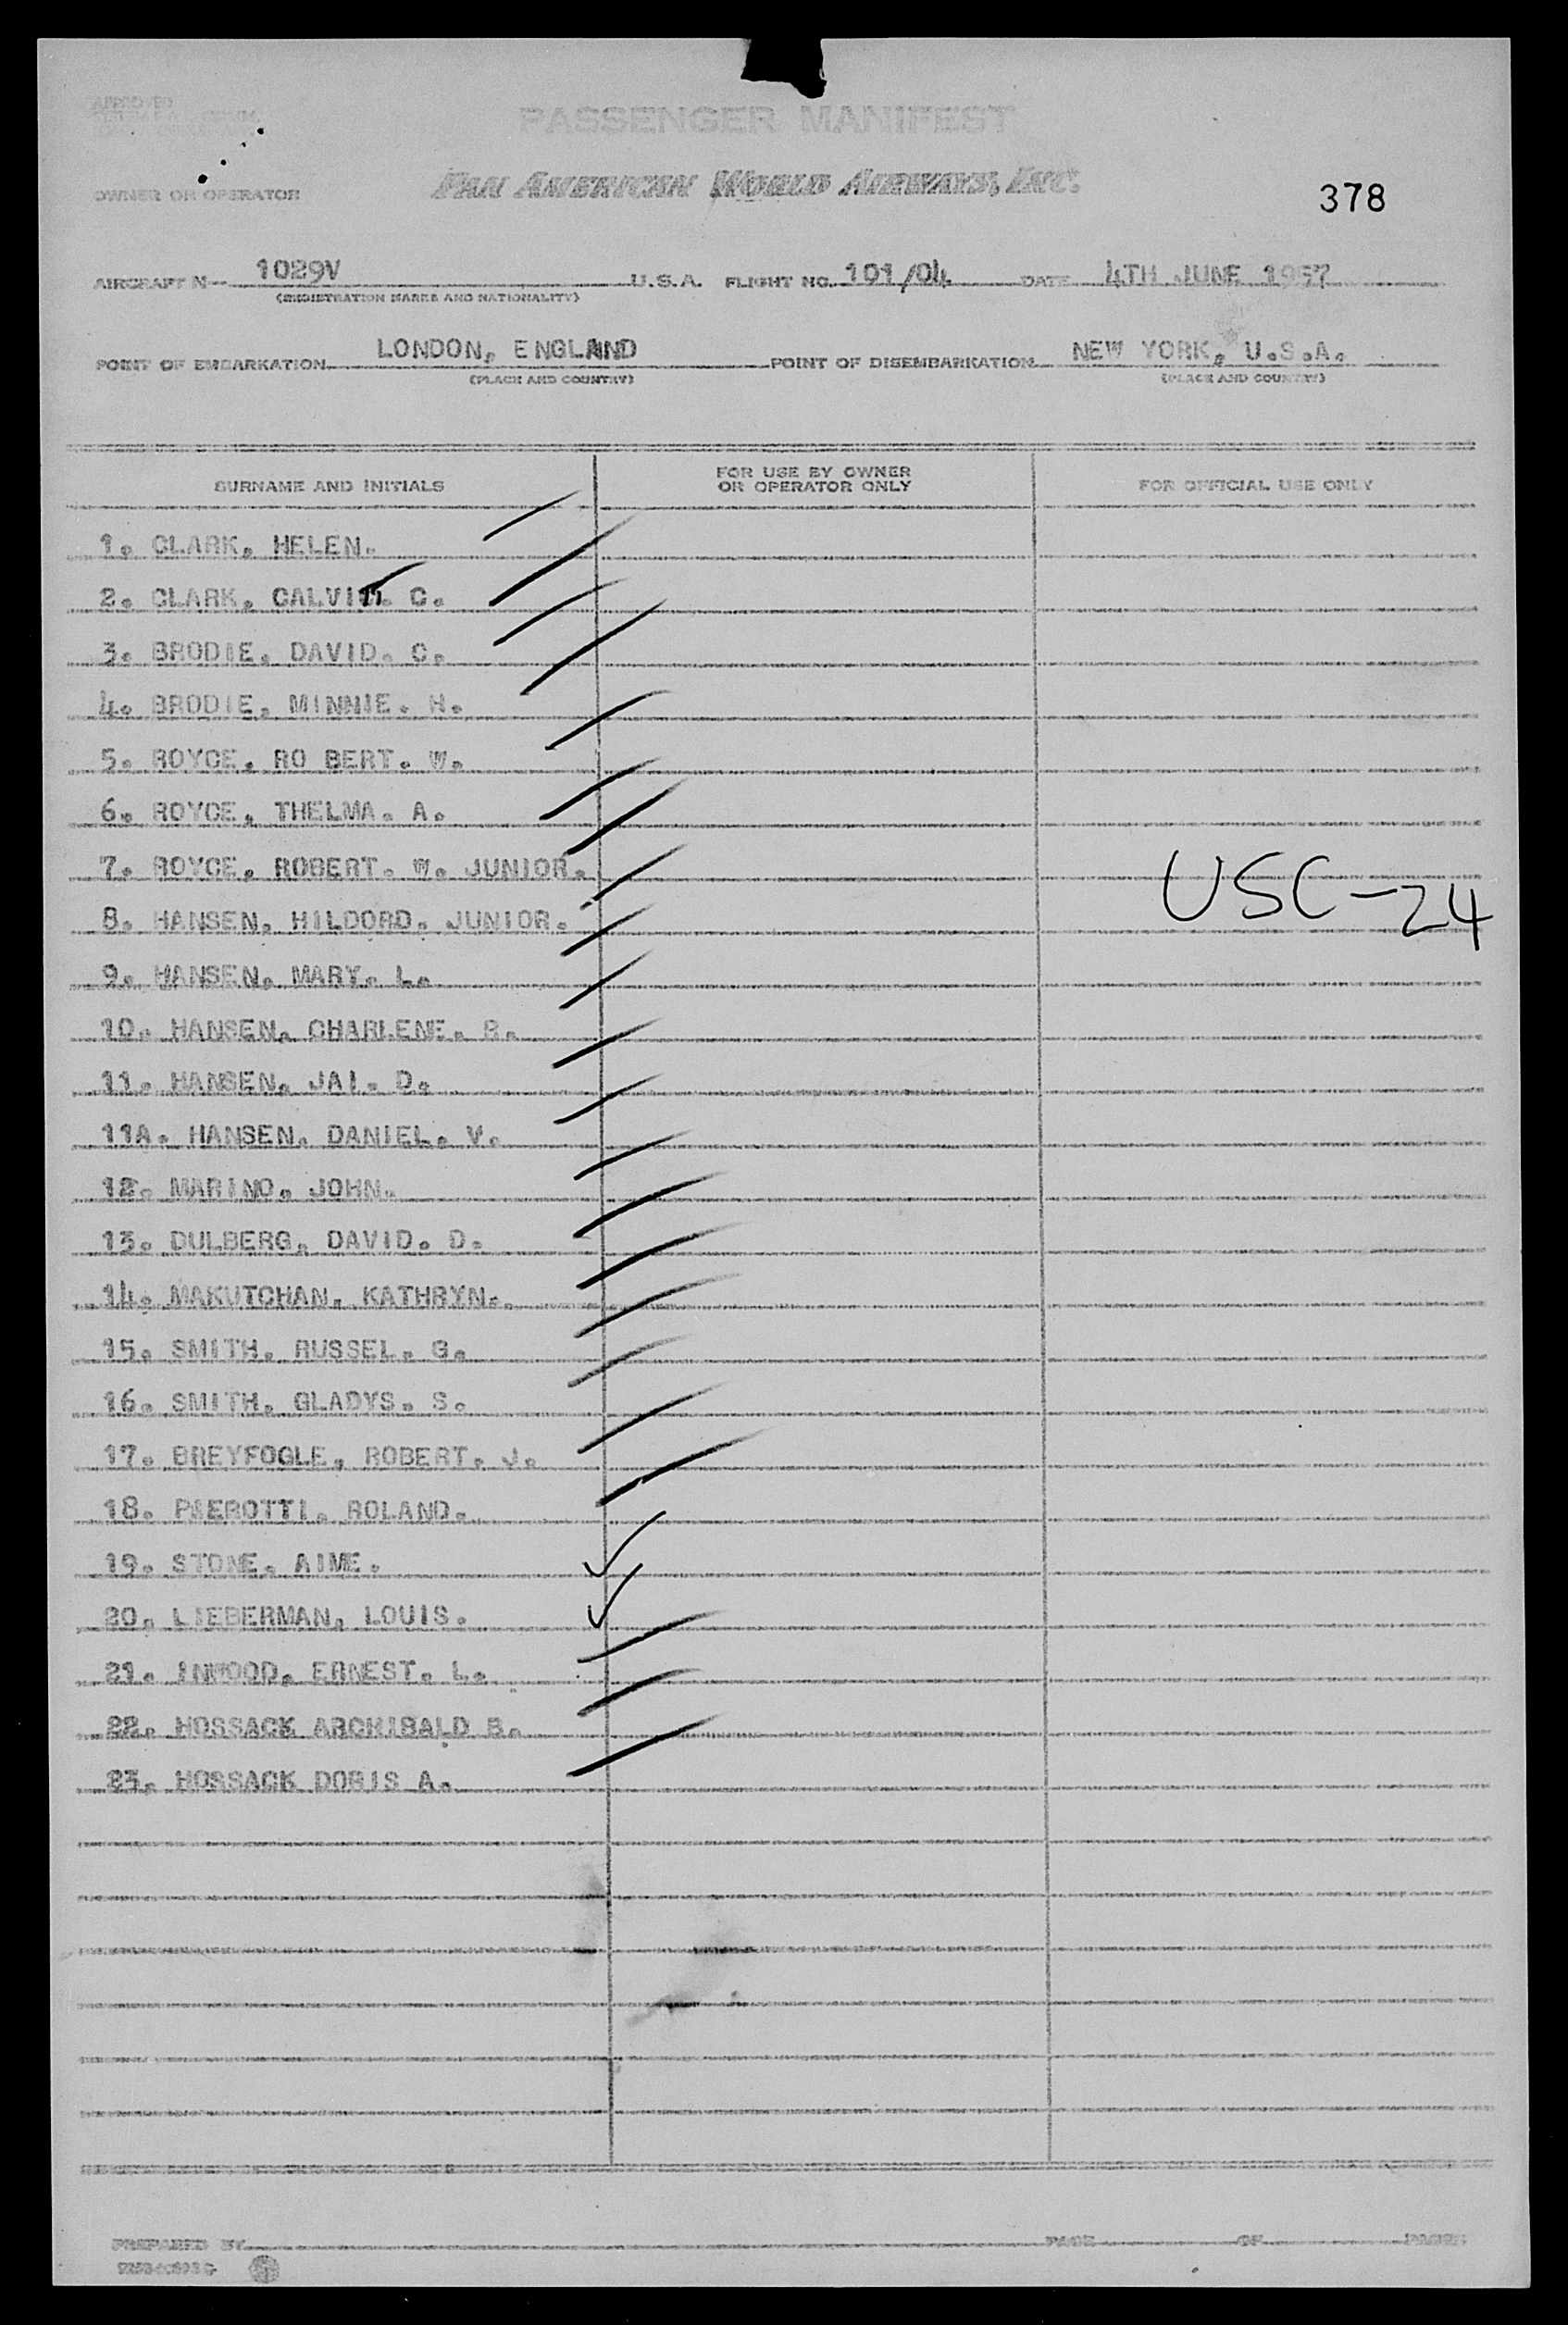 APPROVED
PASSENGER MANIFEST
OWNER OR OPERATOR PAN AMERICAN WORLD AIRWAYS, INC. 378
AIRCRAFT N- 1029V U.S.A. FLIGHT NO. 101/04 DATE 4TH JUNE 1957
(REGISTRATION MARKS AND NATIONALITY)
POINT OF EMBARKATION LONDON, ENGLAND POINT OF DISEMBARKATION NEW YORK, U.S.A.
(PLACE AND COUNTRY) (PLACE AND COUNTRY)
SURNAME AND INITIALS FOR USE BY OWNER OR OPERATOR ONLY FOR OFFICIAL USE ONLY
1. CLARK. HELEN.
2. CLARK. CALVIn. C.
3. BRODIE. DAVID. C.
4. BRODIE. MINNIE. H.
5. ROYCE. RO BERT. W.
6. ROYCE, THELMA. A.
7. ROYCE, ROBERT. W. JUNIOR.
USC-24
8. HANSEN. HILDORD. JUNIOR.
9. HANSEN. MARY. L.
10. HANSEN. CHARLENE. R.
11. HANSEN. JAI. D.
11A. HANSEN. DANIEL. V.
12. MARINO. JOHN.
13. DULBERG. DAVID. D.
14. MAKUTCHAN. KATHRYN.
15. SMITH. RUSSEL. G.
16. SMITH. GLADYS. S.
17. BREYFOGLE, ROBERT. J.
18. PIEROTTI. ROLAND.
19. STONE. AIME.
20. LIEBERMAN, LOUIS.
21. INWOOD. ERNEST. L.
22. HOSSACK ARCHIBALD B.
23. HOSSACK DORIS A.
PREPARED BY PAGE OF PAGES